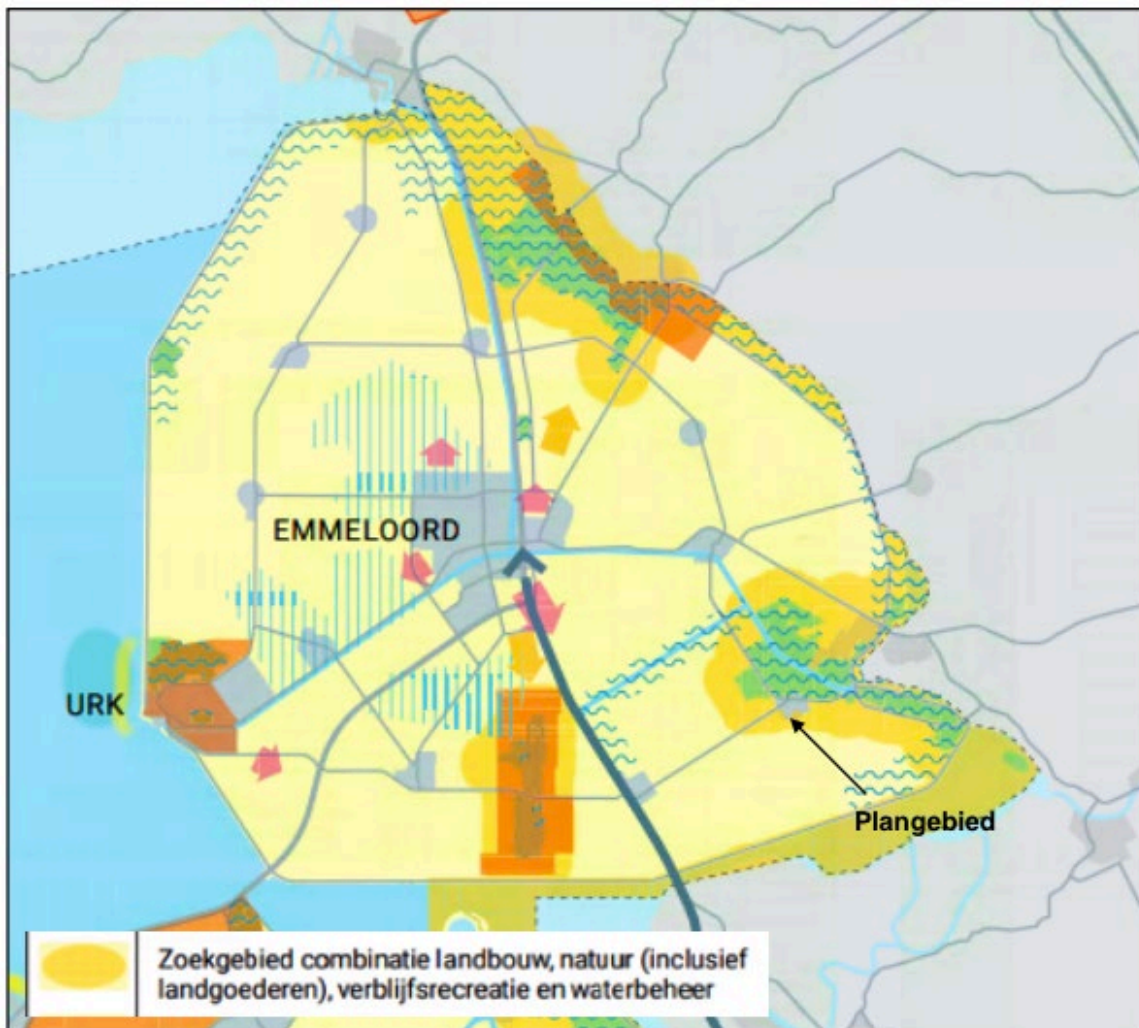 EMMELOORD
URK
Plangebied
Zoekgebied combinatie landbouw, natuur (inclusief
landgoederen), verblijfsrecreatie en waterbeheer